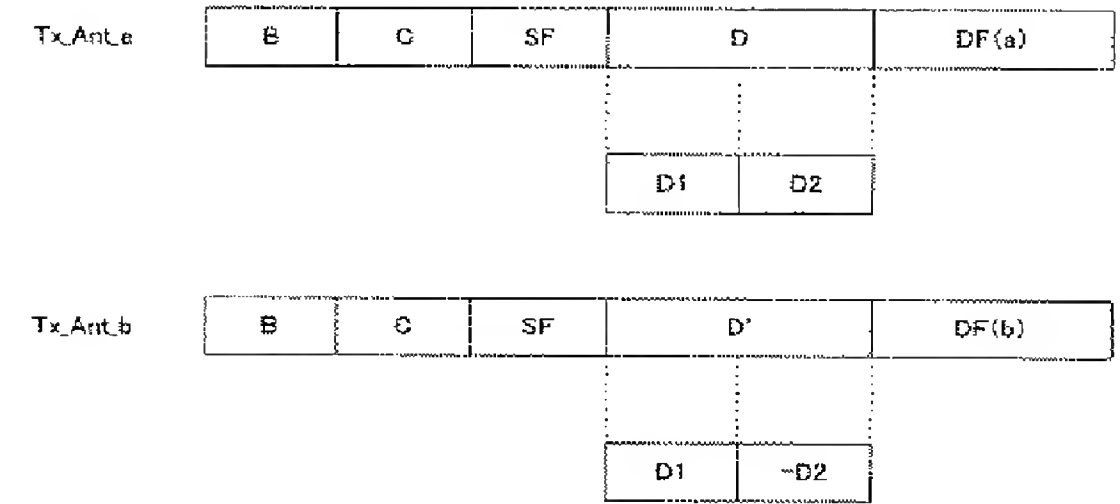 Tx_Ant_a B C SF D DF(a)
D1 D2
Tx_Ant_b B C SF D' DF(b)
D1 -D2